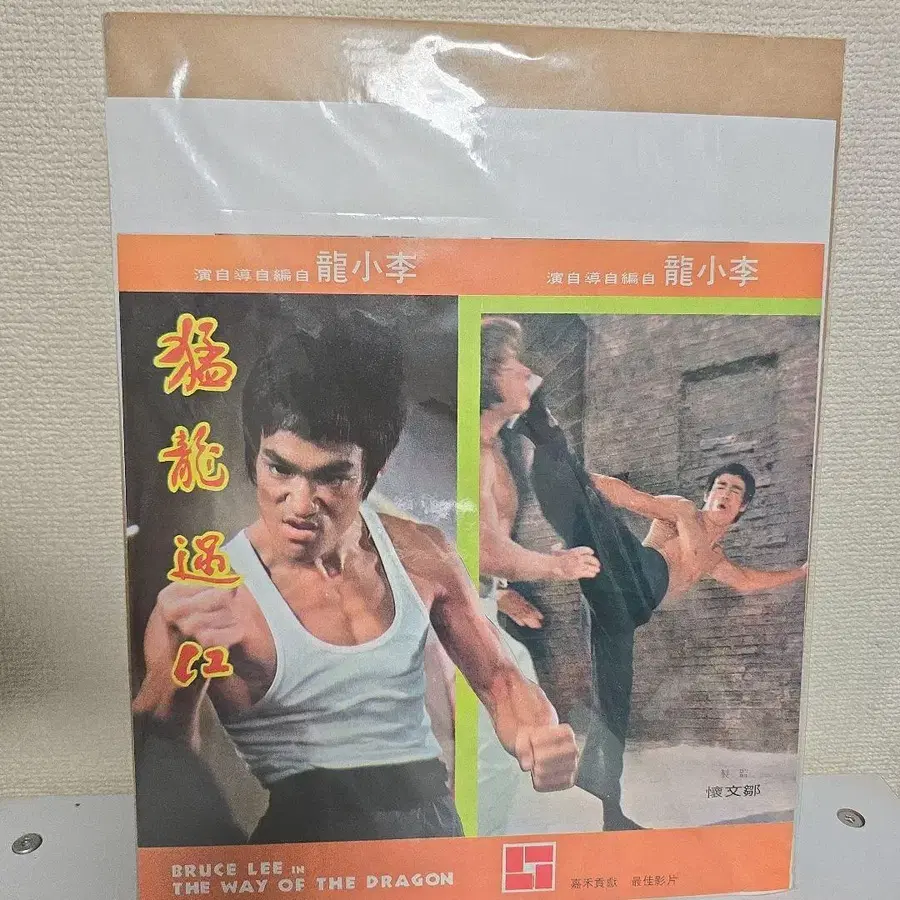 李小龍 自編自導自演
李小龍 自編自導自演
猛龍過江
監製
鄒文懷
BRUCE LEE IN
THE WAY OF THE DRAGON
嘉禾貢獻 最佳影片